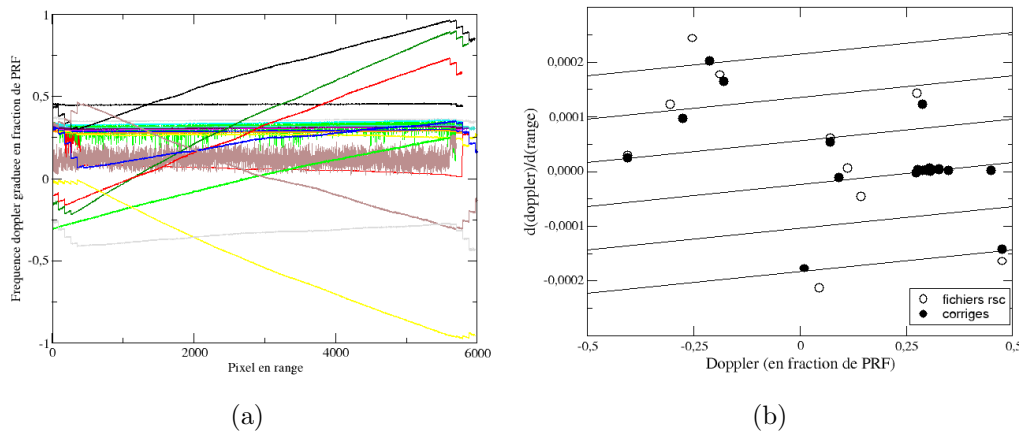 1
0,5
0
-0,5
-1
Frequence doppler graduee en fraction de PRF
0
2000
4000
6000
Pixel en range
(a)
0,0002
0,0001
0,0000
-0,0001
-0,0002
d(doppler)/d(range)
-0,5
-0,25
0
0,25
0,5
Doppler (en fraction de PRF)
fichiers rsc
corriges
(b)